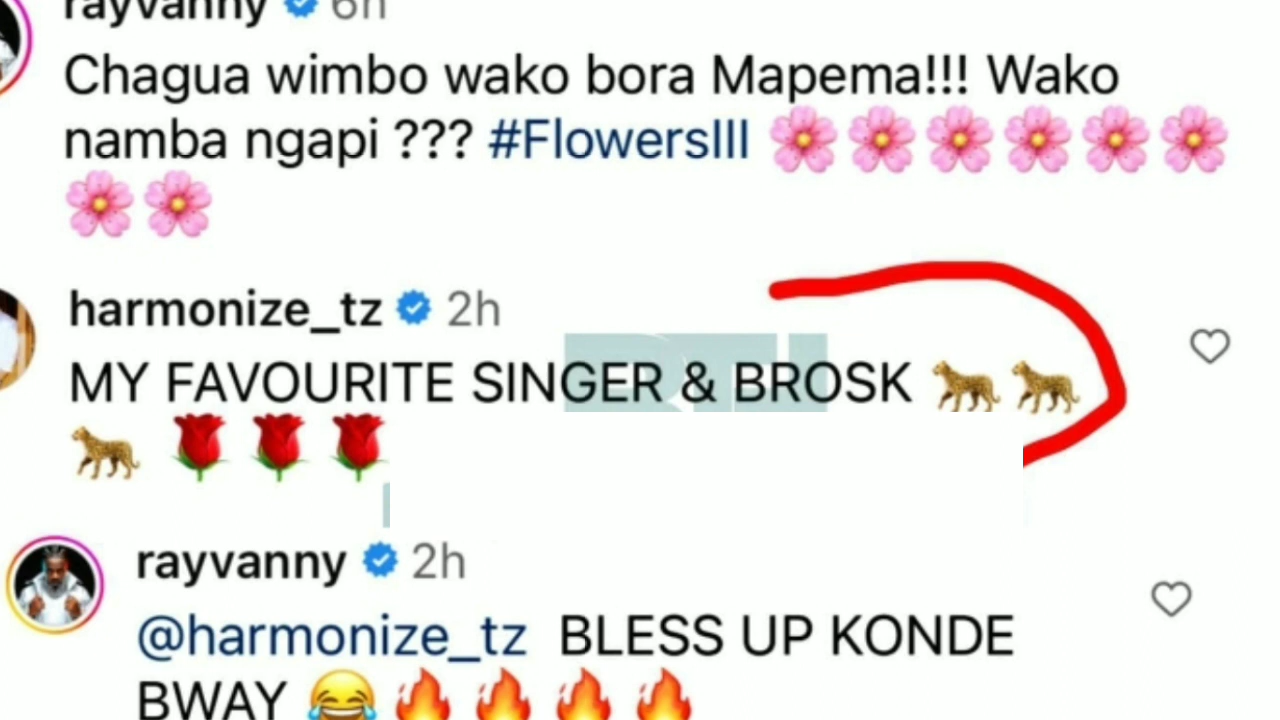 rayvanny 6h
Chagua wimbo wako bora Mapema!!! Wako
namba ngapi ??? #FlowersIII 🌸🌸🌸🌸🌸🌸
🌸🌸
harmonize_tz 2h
MY FAVOURITE SINGER & BROSK 🐆🐆
🐆🌹🌹🌹
rayvanny 2h
@harmonize_tz BLESS UP KONDE
BWAY 😂🔥🔥🔥🔥